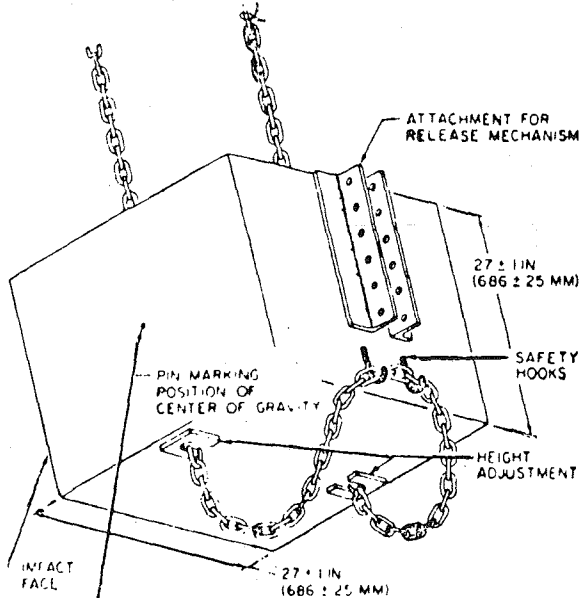 ATTACHMENT FOR
RELEASE MECHANISM
27 ± 1 IN
(686 ± 25 MM)
SAFETY
HOOKS
PIN MARKING
POSITION OF
CENTER OF GRAVITY
HEIGHT
ADJUSTMENT
IMPACT
FACE
27 ± 1 IN
(686 ± 25 MM)